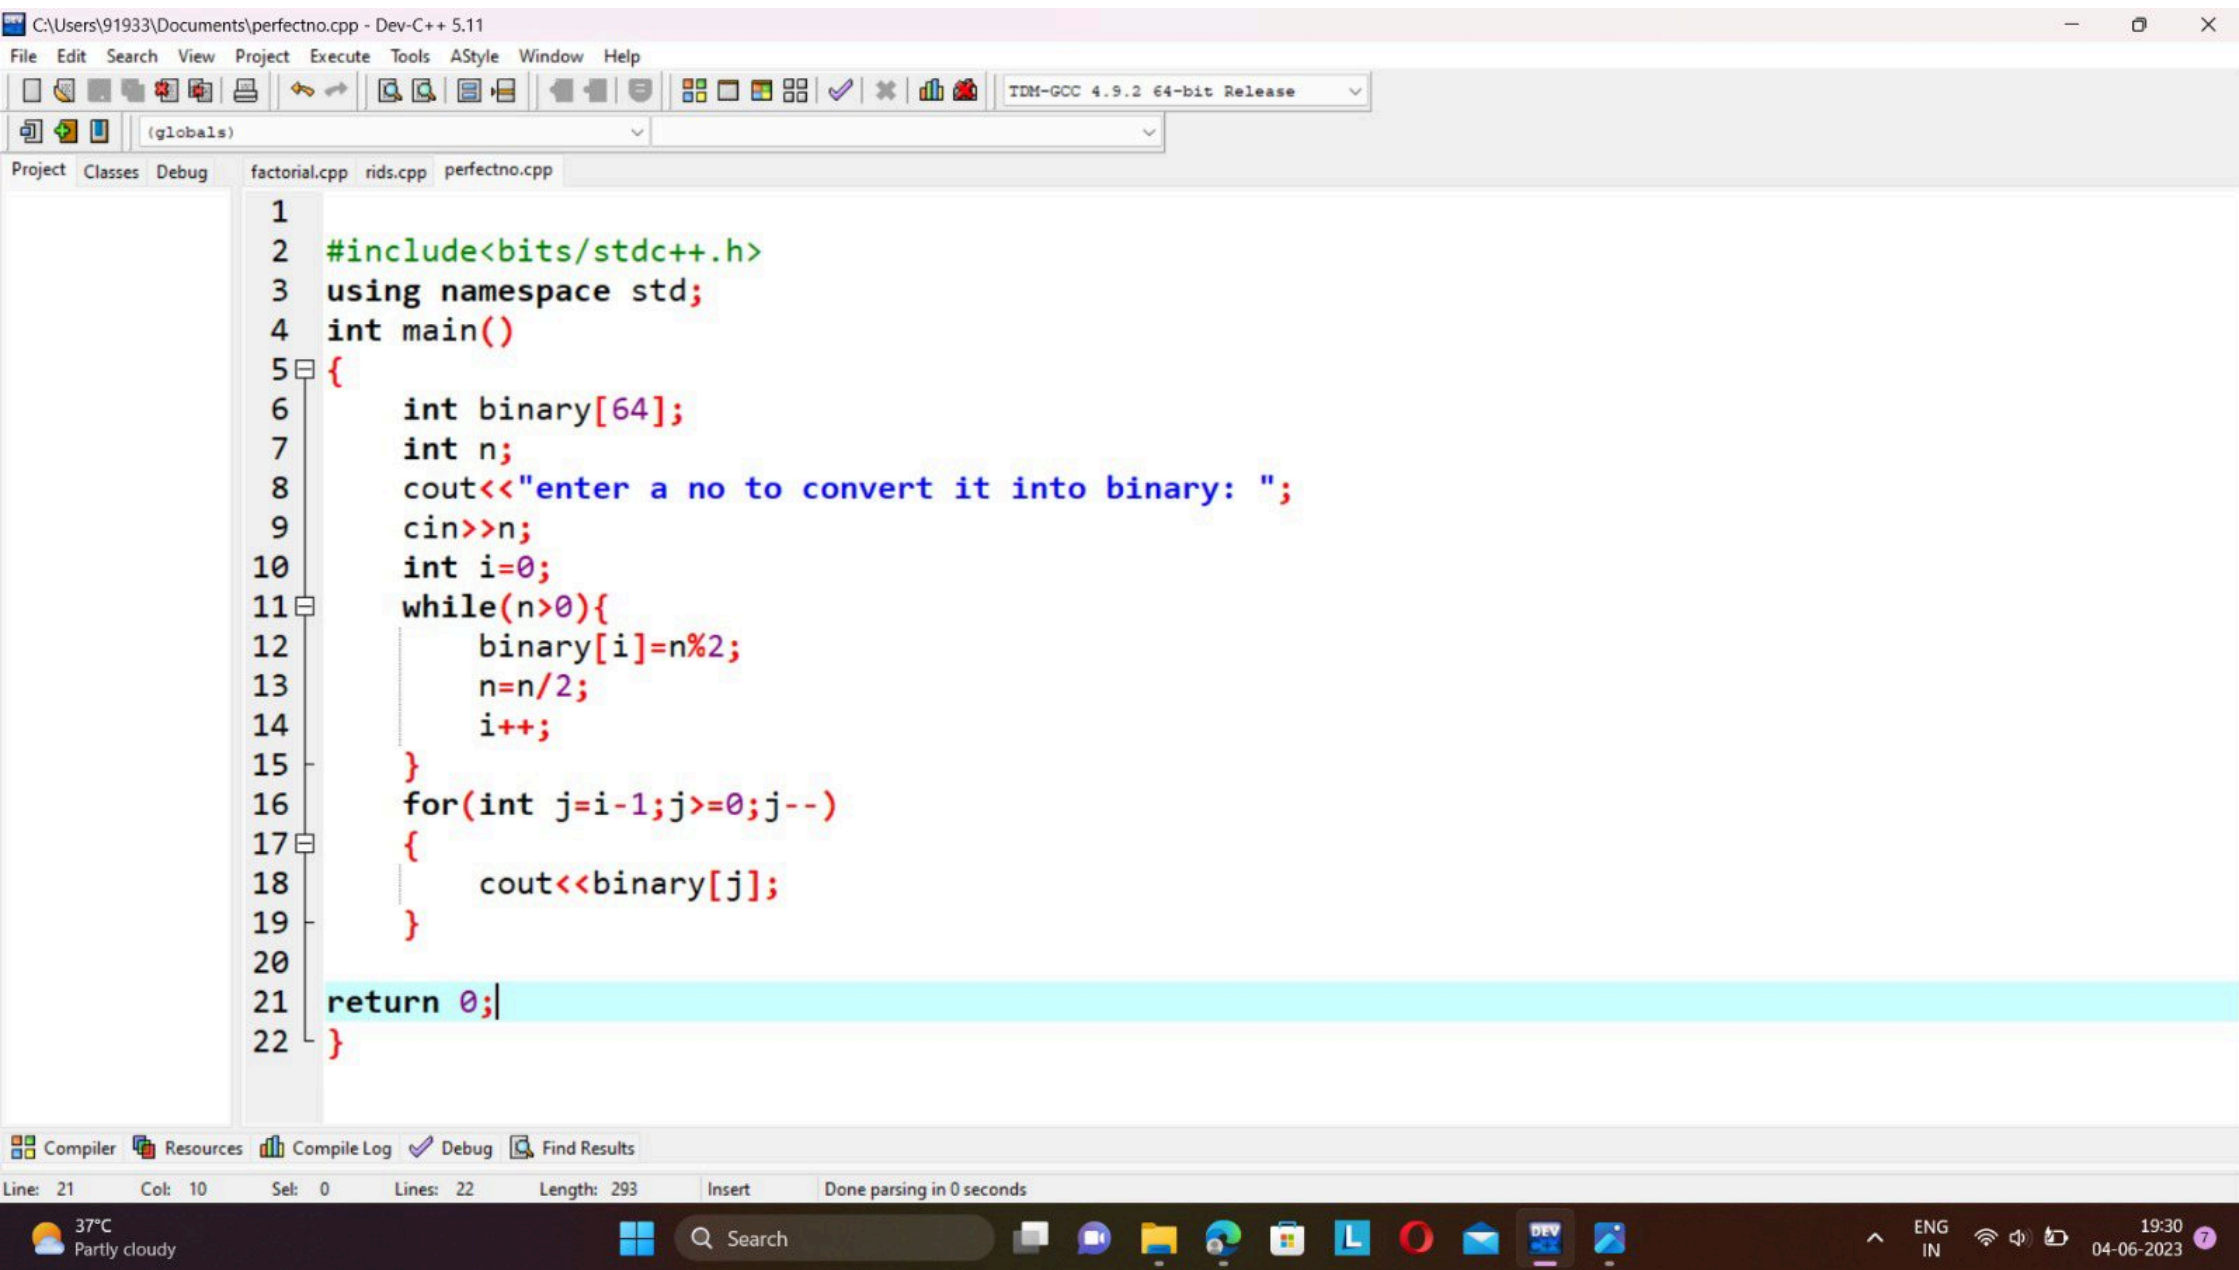 C:\Users\91933\Documents\perfectno.cpp - Dev-C++ 5.11
File Edit Search View Project Execute Tools AStyle Window Help
TDM-GCC 4.9.2 64-bit Release
(globals)
Project Classes Debug factorial.cpp rids.cpp perfectno.cpp
1
2 #include<bits/stdc++.h>
3 using namespace std;
4 int main()
5 {
6 int binary[64];
7 int n;
8 cout<<"enter a no to convert it into binary: ";
9 cin>>n;
10 int i=0;
11 while(n>0){
12 binary[i]=n%2;
13 n=n/2;
14 i++;
15 }
16 for(int j=i-1;j>=0;j--)
17 {
18 cout<<binary[j];
19 }
20
21 return 0;
22 }
Compiler Resources Compile Log Debug Find Results
Line: 21 Col: 10 Sel: 0 Lines: 22 Length: 293 Insert Done parsing in 0 seconds
37°C
Partly cloudy
Search
L
DEV
ENG
IN
19:30
04-06-2023
7